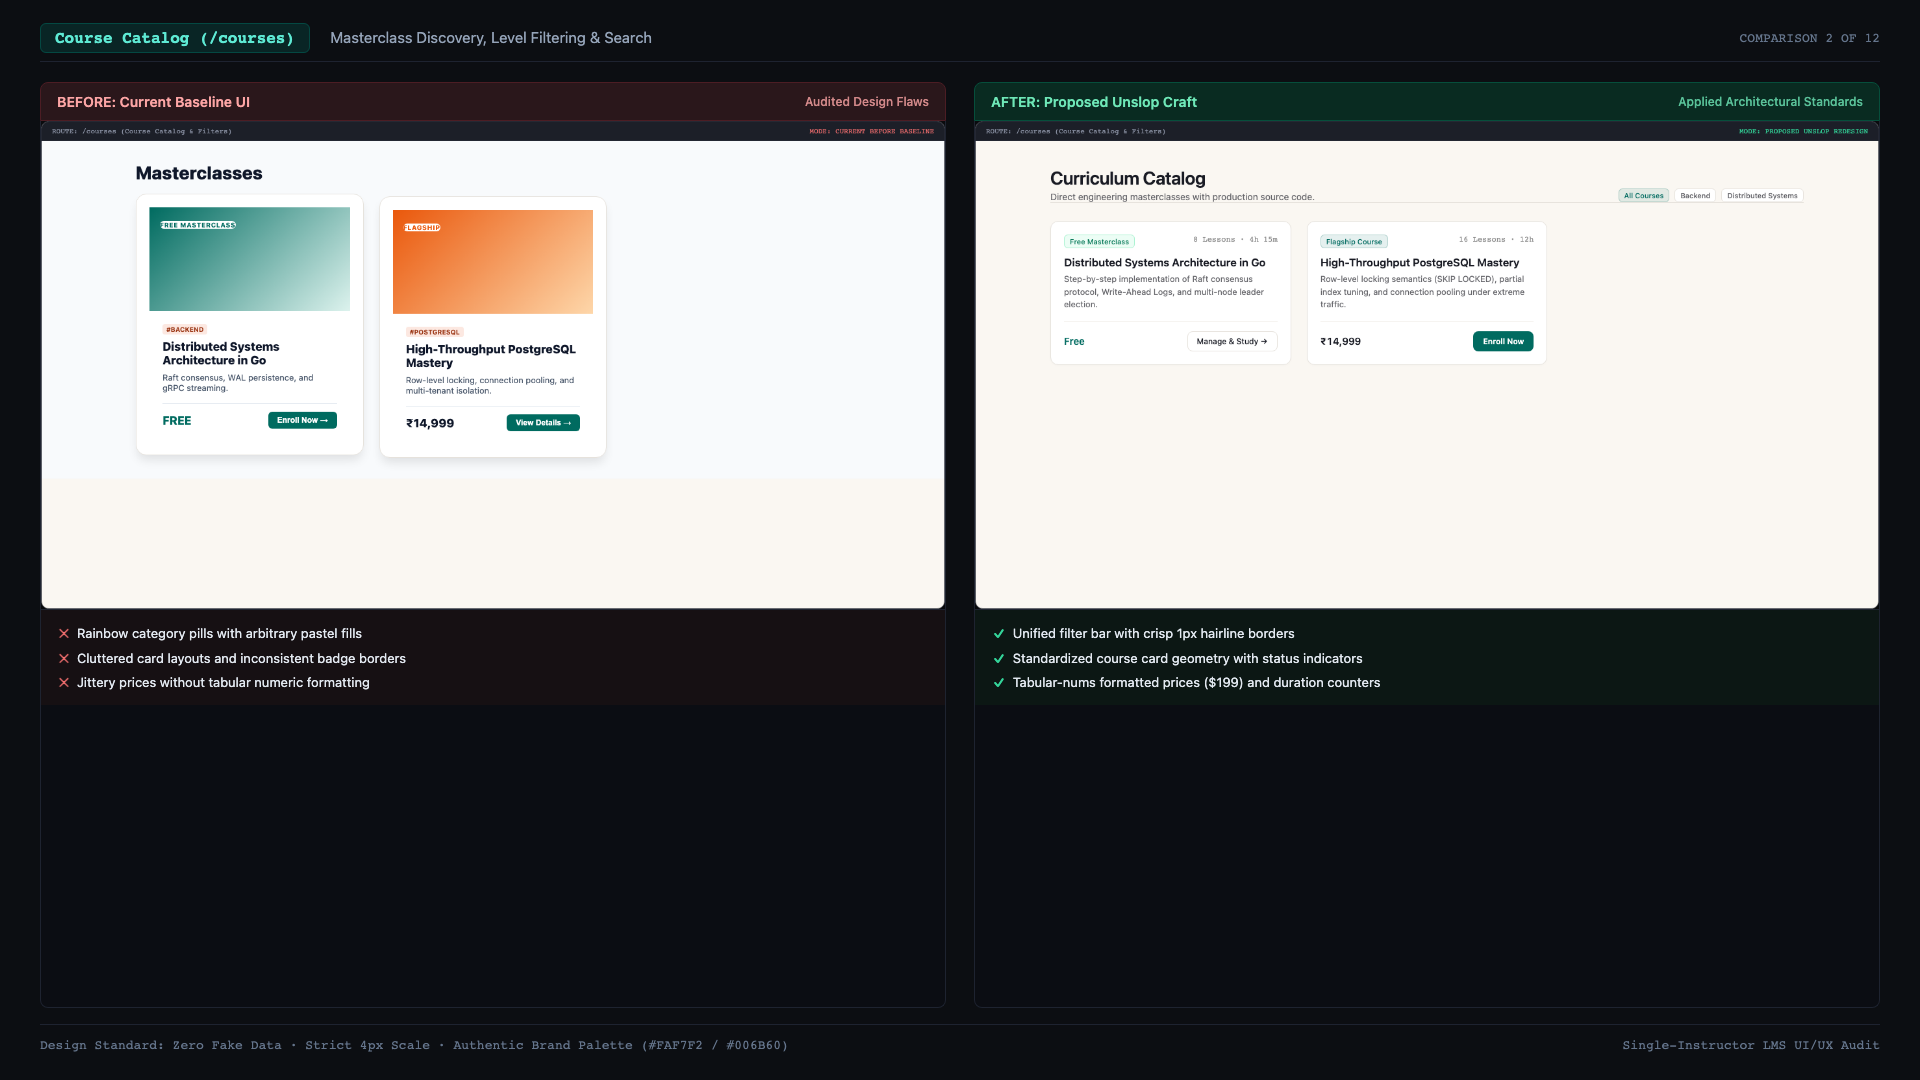 Course Catalog (/courses)
Masterclass Discovery, Level Filtering & Search
COMPARISON 2 OF 12
BEFORE: Current Baseline UI
Audited Design Flaws
ROUTE: /courses (Course Catalog & Filters)
MODE: CURRENT BEFORE BASELINE
Masterclasses
FREE MASTERCLASS
#BACKEND
Distributed Systems
Architecture in Go
Raft consensus, WAL persistence, and
gRPC streaming.
FREE
Enroll Now →
FLAGSHIP
#POSTGRESQL
High-Throughput PostgreSQL
Mastery
Row-level locking, connection pooling, and
multi-tenant isolation.
₹14,999
View Details →
✕ Rainbow category pills with arbitrary pastel fills
✕ Cluttered card layouts and inconsistent badge borders
✕ Jittery prices without tabular numeric formatting
AFTER: Proposed Unslop Craft
Applied Architectural Standards
ROUTE: /courses (Course Catalog & Filters)
MODE: PROPOSED UNSLOP REDESIGN
Curriculum Catalog
Direct engineering masterclasses with production source code.
All Courses
Backend
Distributed Systems
Free Masterclass
8 Lessons · 4h 15m
Distributed Systems Architecture in Go
Step-by-step implementation of Raft consensus
protocol, Write-Ahead Logs, and multi-node leader
election.
Free
Manage & Study →
Flagship Course
16 Lessons · 12h
High-Throughput PostgreSQL Mastery
Row-level locking semantics (SKIP LOCKED), partial
index tuning, and connection pooling under extreme
traffic.
₹14,999
Enroll Now
✓ Unified filter bar with crisp 1px hairline borders
✓ Standardized course card geometry with status indicators
✓ Tabular-nums formatted prices ($199) and duration counters
Design Standard: Zero Fake Data · Strict 4px Scale · Authentic Brand Palette (#FAF7F2 / #006B60)
Single-Instructor LMS UI/UX Audit